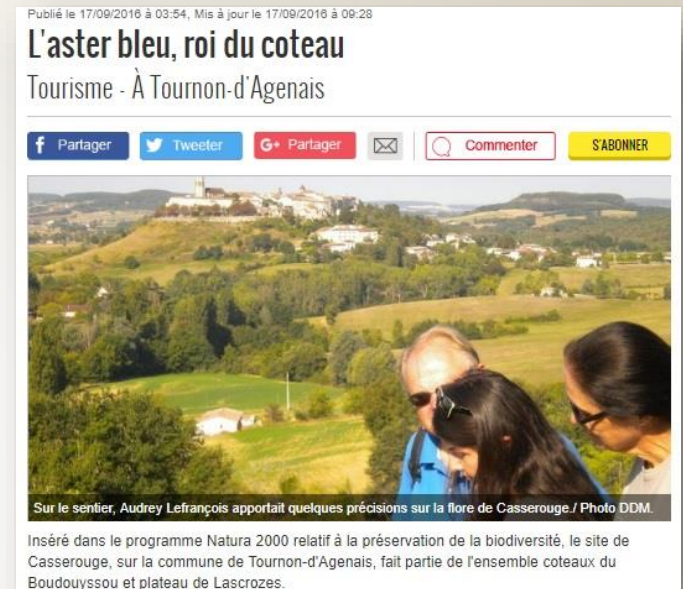 Publié le 17/09/2016 à 03:54, Mis à jour le 17/09/2016 à 09:28
L'aster bleu, roi du coteau
Tourisme - À Tournon-d'Agenais
f Partager
Tweeter
G+ Partager
Commenter
S'ABONNER
Sur le sentier, Audrey Lefrançois apportait quelques précisions sur la flore de Casserouge./ Photo DDM.
Inséré dans le programme Natura 2000 relatif à la préservation de la biodiversité, le site de
Casserouge, sur la commune de Tournon-d'Agenais, fait partie de l'ensemble coteaux du
Boudouyssou et plateau de Lascrozes.